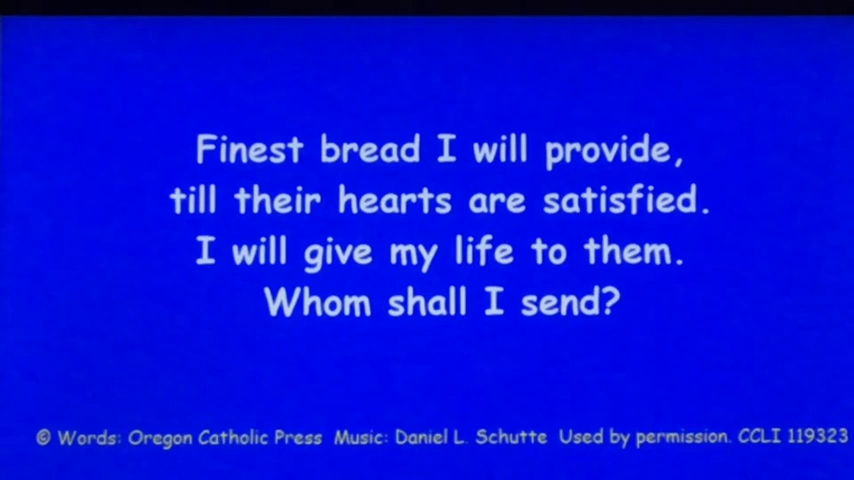 Finest bread I will provide,
till their hearts are satisfied.
I will give my life to them.
Whom shall I send?
© Words: Oregon Catholic Press Music: Daniel L. Schutte Used by permission. CCLI 119323